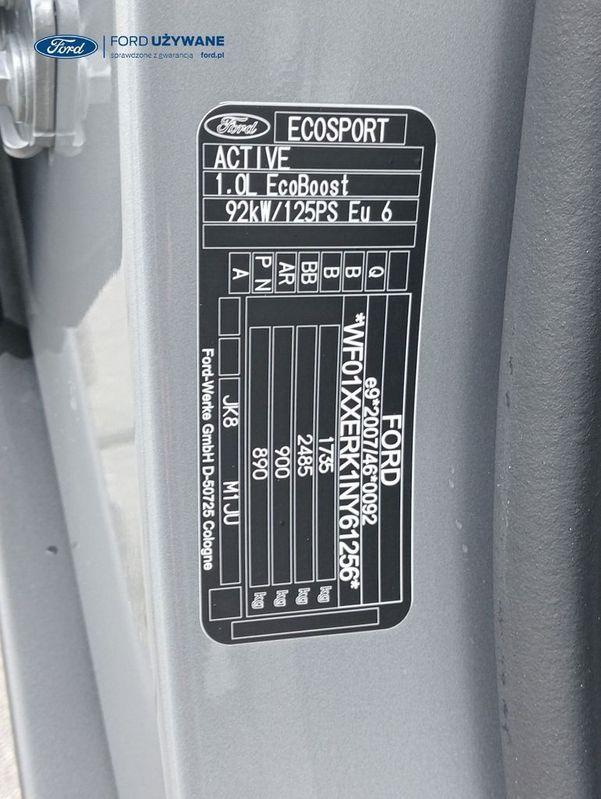 Ford
FORD UŻYWANE
sprawdzone z gwarancją ford.pl
Ford
ECOSPORT
ACTIVE
1.0L EcoBoost
92kW/125PS Eu 6
A
P N
AR
BB
B
B
Q
FORD
e9*2007/46*0092
*WF01XXERK1NY61256*
1735 kg
2485 kg
900 kg
890 kg
JK8 M1JU
Ford-Werke GmbH D-50725 Cologne